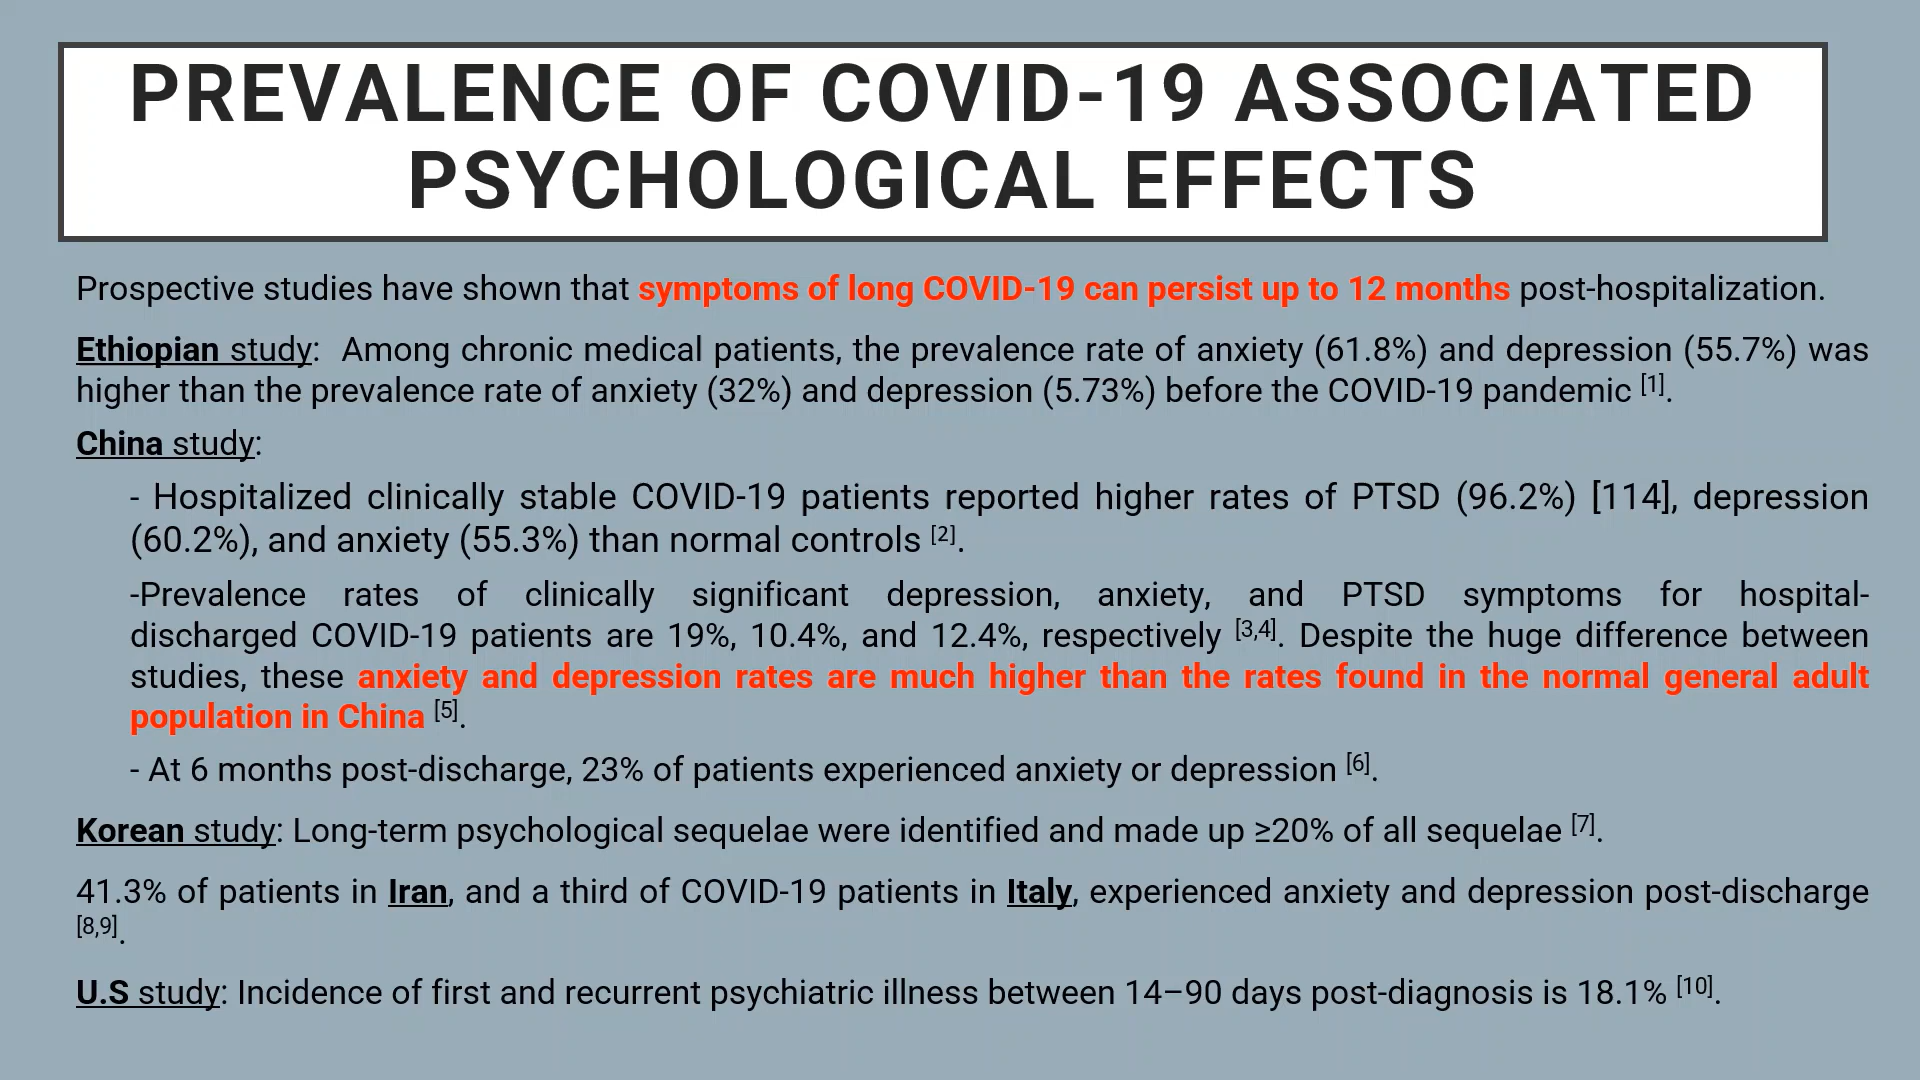 PREVALENCE OF COVID-19 ASSOCIATED
PSYCHOLOGICAL EFFECTS
Prospective studies have shown that symptoms of long COVID-19 can persist up to 12 months post-hospitalization.
Ethiopian study: Among chronic medical patients, the prevalence rate of anxiety (61.8%) and depression (55.7%) was
higher than the prevalence rate of anxiety (32%) and depression (5.73%) before the COVID-19 pandemic [1].
China study:
- Hospitalized clinically stable COVID-19 patients reported higher rates of PTSD (96.2%) [114], depression
(60.2%), and anxiety (55.3%) than normal controls [2].
-Prevalence rates of clinically significant depression, anxiety, and PTSD symptoms for hospital-
discharged COVID-19 patients are 19%, 10.4%, and 12.4%, respectively [3,4]. Despite the huge difference between
studies, these anxiety and depression rates are much higher than the rates found in the normal general adult
population in China [5].
- At 6 months post-discharge, 23% of patients experienced anxiety or depression [6].
Korean study: Long-term psychological sequelae were identified and made up ≥20% of all sequelae [7].
41.3% of patients in Iran, and a third of COVID-19 patients in Italy, experienced anxiety and depression post-discharge
[8,9].
U.S study: Incidence of first and recurrent psychiatric illness between 14–90 days post-diagnosis is 18.1% [10].